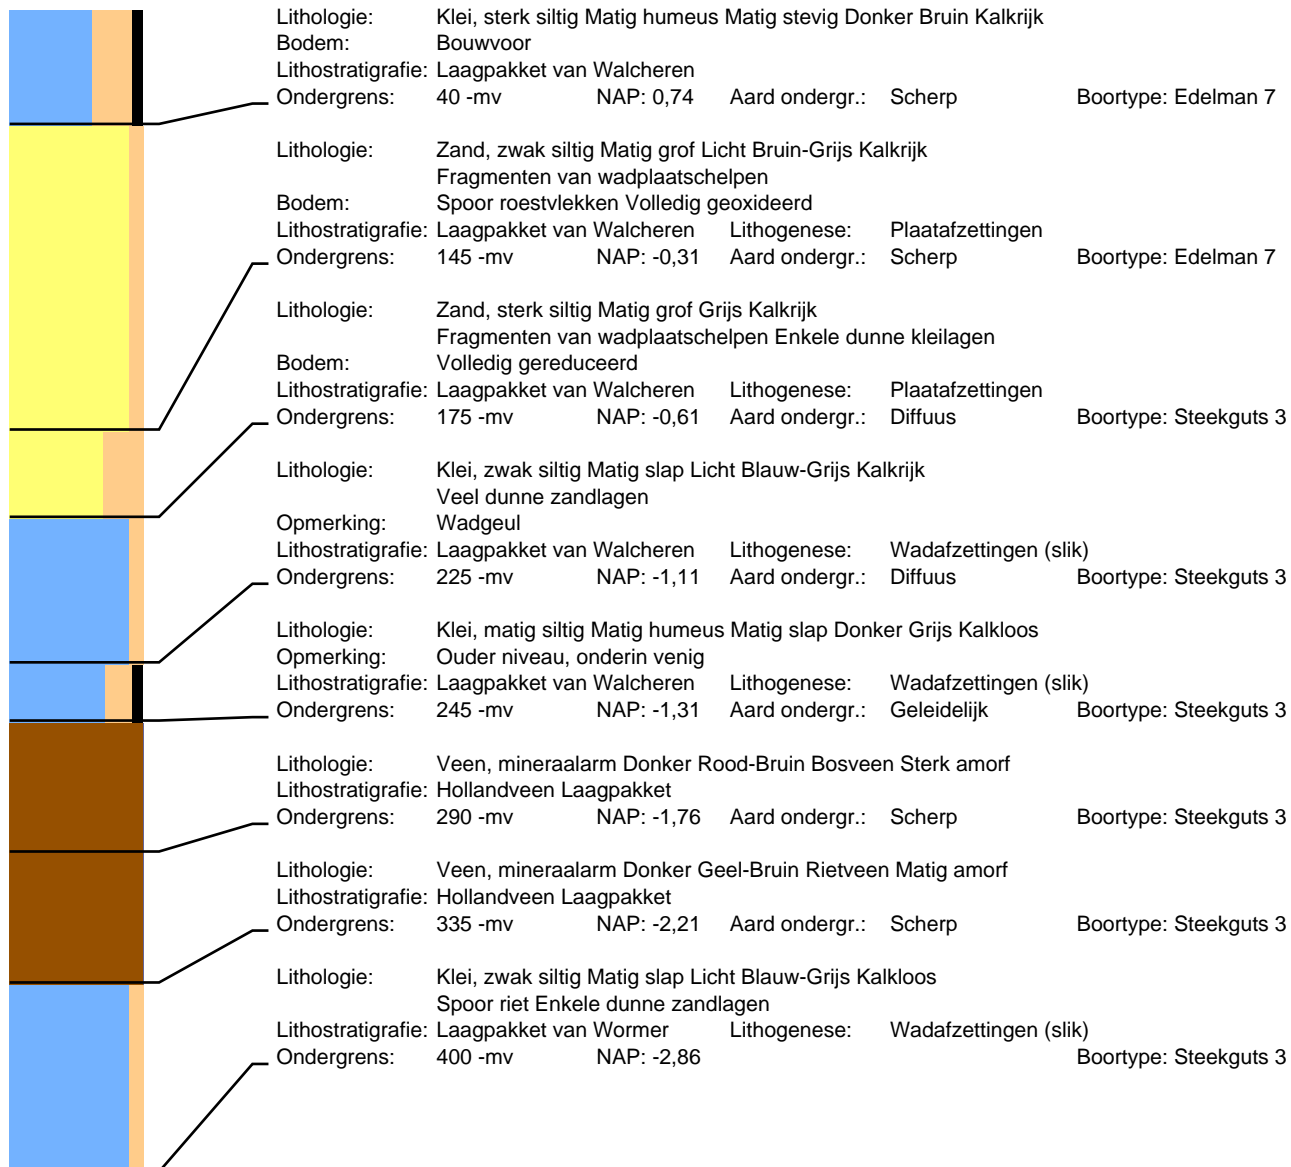 Lithologie: Klei, sterk siltig Matig humeus Matig stevig Donker Bruin Kalkrijk
Bodem: Bouwvoor
Lithostratigrafie: Laagpakket van Walcheren
Ondergrens: 40 -mv NAP: 0,74 Aard ondergr.: Scherp Boortype: Edelman 7
Lithologie: Zand, zwak siltig Matig grof Licht Bruin-Grijs Kalkrijk
Fragmenten van wadplaatschelpen
Bodem: Spoor roestvlekken Volledig geoxideerd
Lithostratigrafie: Laagpakket van Walcheren Lithogenese: Plaatafzettingen
Ondergrens: 145 -mv NAP: -0,31 Aard ondergr.: Scherp Boortype: Edelman 7
Lithologie: Zand, sterk siltig Matig grof Grijs Kalkrijk
Fragmenten van wadplaatschelpen Enkele dunne kleilagen
Bodem: Volledig gereduceerd
Lithostratigrafie: Laagpakket van Walcheren Lithogenese: Plaatafzettingen
Ondergrens: 175 -mv NAP: -0,61 Aard ondergr.: Diffuus Boortype: Steekguts 3
Lithologie: Klei, zwak siltig Matig slap Licht Blauw-Grijs Kalkrijk
Veel dunne zandlagen
Opmerking: Wadgeul
Lithostratigrafie: Laagpakket van Walcheren Lithogenese: Wadafzettingen (slik)
Ondergrens: 225 -mv NAP: -1,11 Aard ondergr.: Diffuus Boortype: Steekguts 3
Lithologie: Klei, matig siltig Matig humeus Matig slap Donker Grijs Kalkloos
Opmerking: Ouder niveau, onderin venig
Lithostratigrafie: Laagpakket van Walcheren Lithogenese: Wadafzettingen (slik)
Ondergrens: 245 -mv NAP: -1,31 Aard ondergr.: Geleidelijk Boortype: Steekguts 3
Lithologie: Veen, mineraalarm Donker Rood-Bruin Bosveen Sterk amorf
Lithostratigrafie: Hollandveen Laagpakket
Ondergrens: 290 -mv NAP: -1,76 Aard ondergr.: Scherp Boortype: Steekguts 3
Lithologie: Veen, mineraalarm Donker Geel-Bruin Rietveen Matig amorf
Lithostratigrafie: Hollandveen Laagpakket
Ondergrens: 335 -mv NAP: -2,21 Aard ondergr.: Scherp Boortype: Steekguts 3
Lithologie: Klei, zwak siltig Matig slap Licht Blauw-Grijs Kalkloos
Spoor riet Enkele dunne zandlagen
Lithostratigrafie: Laagpakket van Wormer Lithogenese: Wadafzettingen (slik)
Ondergrens: 400 -mv NAP: -2,86 Boortype: Steekguts 3